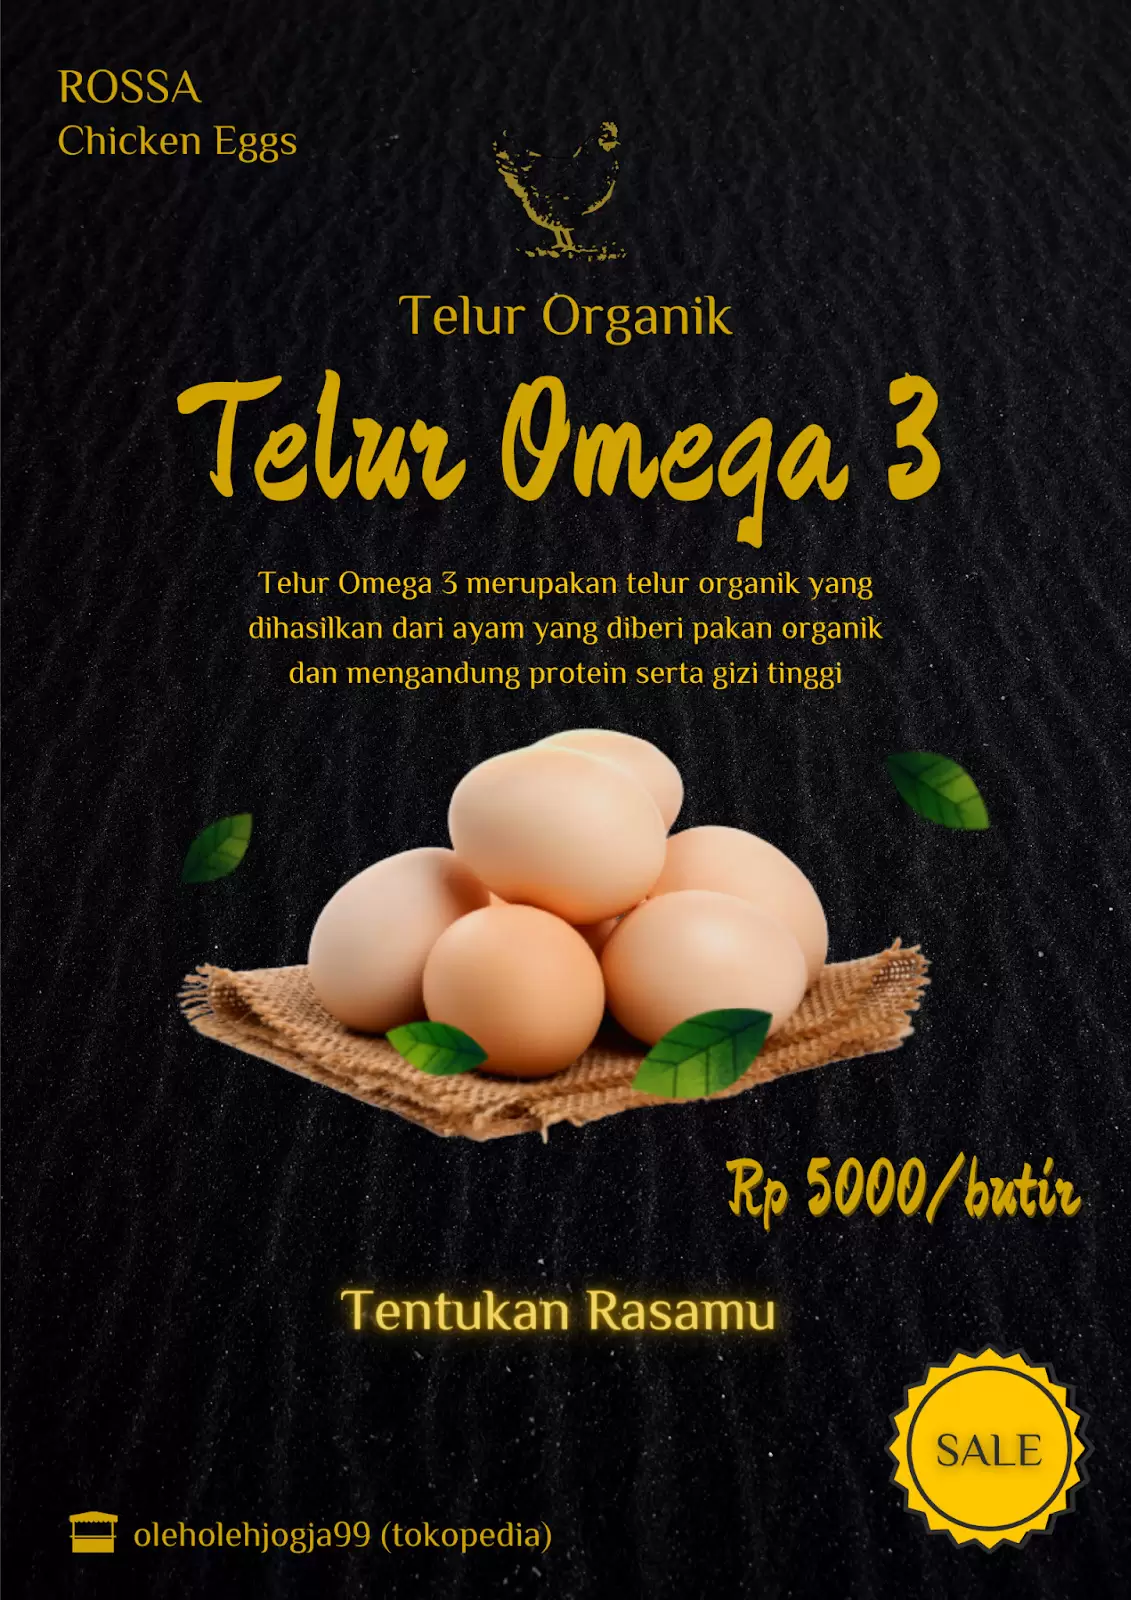 ROSSA
Chicken Eggs
Telur Organik
Telur Omega 3
Telur Omega 3 merupakan telur organik yang
dihasilkan dari ayam yang diberi pakan organik
dan mengandung protein serta gizi tinggi
Rp 5000/butir
Tentukan Rasamu
SALE
oleholehjogja99 (tokopedia)